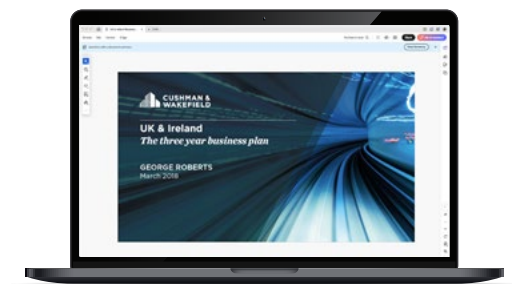 CUSHMAN &
WAKEFIELD
UK & Ireland
The three year business plan
GEORGE ROBERTS
March 2018